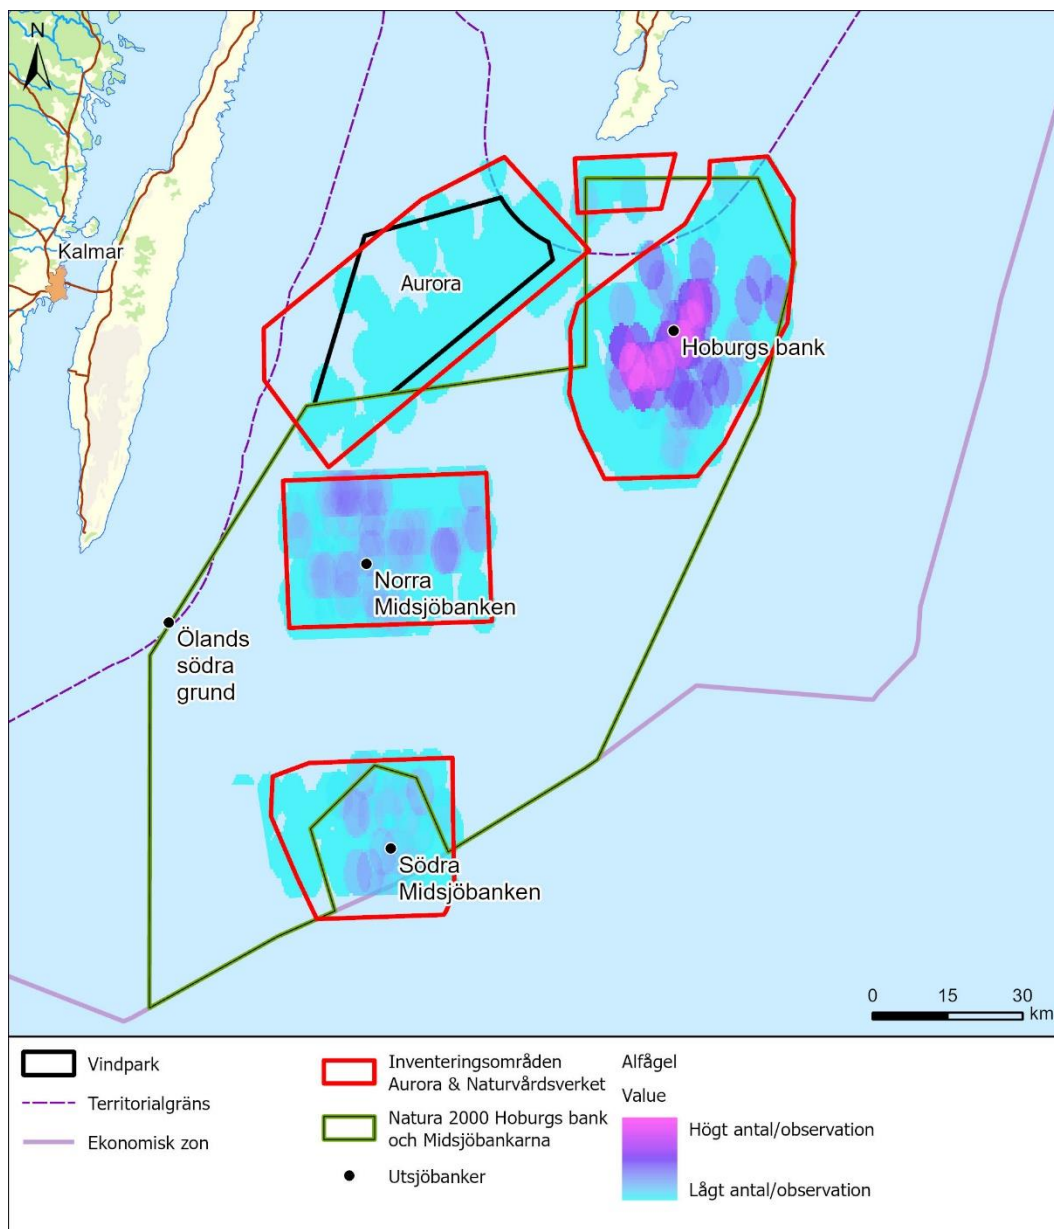 N
Kalmar
Aurora
Hoburgs bank
Norra
Midsjöbanken
Ölands
södra
grund
Södra
Midsjöbanken
0 15 30
km
Vindpark
Territorialgräns
Ekonomisk zon
Inventeringsområden
Aurora & Naturvårdsverket
Natura 2000 Hoburgs bank
och Midsjöbankarna
Utsjöbanker
Alfågel
Value
Högt antal/observation
Lågt antal/observation